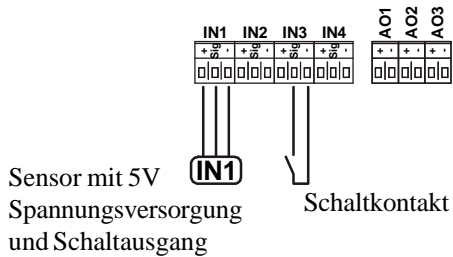 IN1 IN2 IN3 IN4 AO1 AO2 AO3
+ Sig - + Sig - + Sig - + Sig - + - + - + -
IN1
Sensor mit 5V
Spannungsversorgung
und Schaltausgang
Schaltkontakt